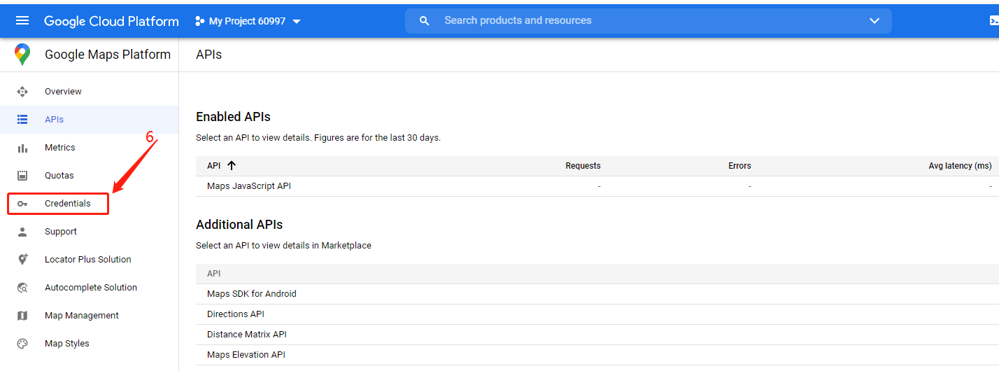 Google Cloud Platform My Project 60997 Search products and resources
Google Maps Platform APIs
Overview
APIs
6.
Metrics
Quotas
Credentials
Support
Locator Plus Solution
Autocomplete Solution
Map Management
Map Styles
Enabled APIs
Select an API to view details. Figures are for the last 30 days.
API Requests Errors Avg latency (ms)
Maps JavaScript API - - -
Additional APIs
Select an API to view details in Marketplace
API
Maps SDK for Android
Directions API
Distance Matrix API
Maps Elevation API